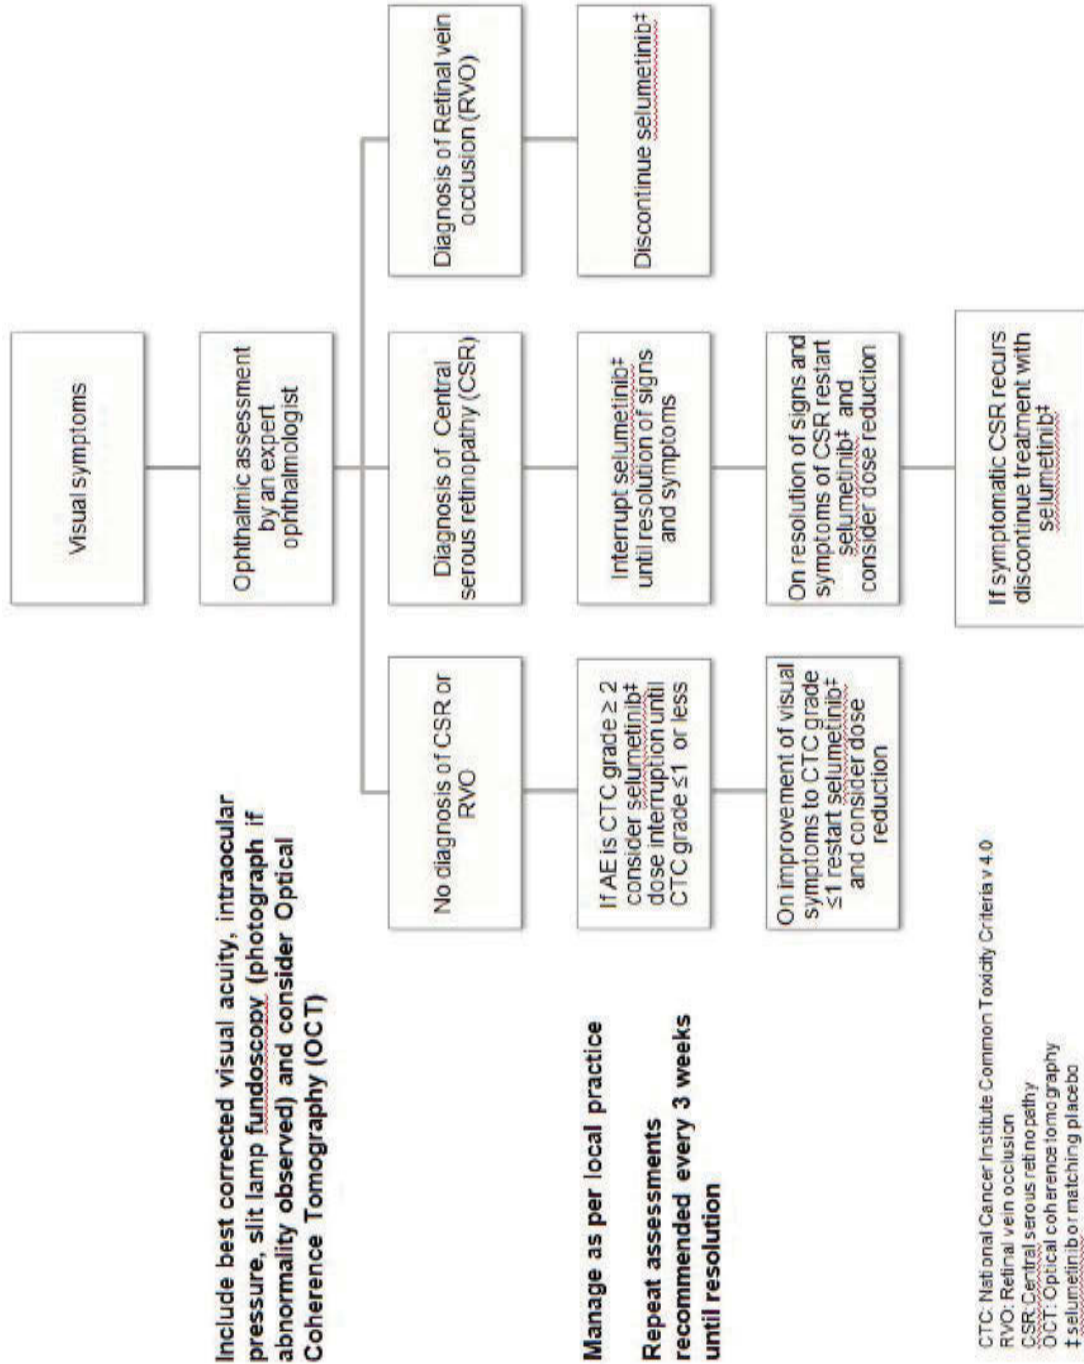 Visual symptoms
Include best corrected visual acuity, intraocular
pressure, slit lamp fundoscopy (photograph if
abnormality observed) and consider Optical
Coherence Tomography (OCT)
Ophthalmic assessment
by an expert
ophthalmologist
No diagnosis of CSR or
RVO
Diagnosis of Central
serous retinopathy (CSR)
Diagnosis of Retinal vein
occlusion (RVO)
Manage as per local practice
Repeat assessments
recommended every 3 weeks
until resolution
If AE is CTC grade ≥ 2
consider selumetinib‡
dose interruption until
CTC grade ≤1 or less
Interrupt selumetinib‡
until resolution of signs
and symptoms
Discontinue selumetinib‡
On improvement of visual
symptoms to CTC grade
≤1 restart selumetinib‡
and consider dose
reduction
On resolution of signs and
symptoms of CSR restart
selumetinib‡ and
consider dose reduction
If symptomatic CSR recurs
discontinue treatment with
selumetinib‡
CTC: National Cancer Institute Common Toxicity Criteria v 4.0
RVO: Retinal vein occlusion
CSR: Central serous retinopathy
OCT: Optical coherence tomography
‡ selumetinib or matching placebo